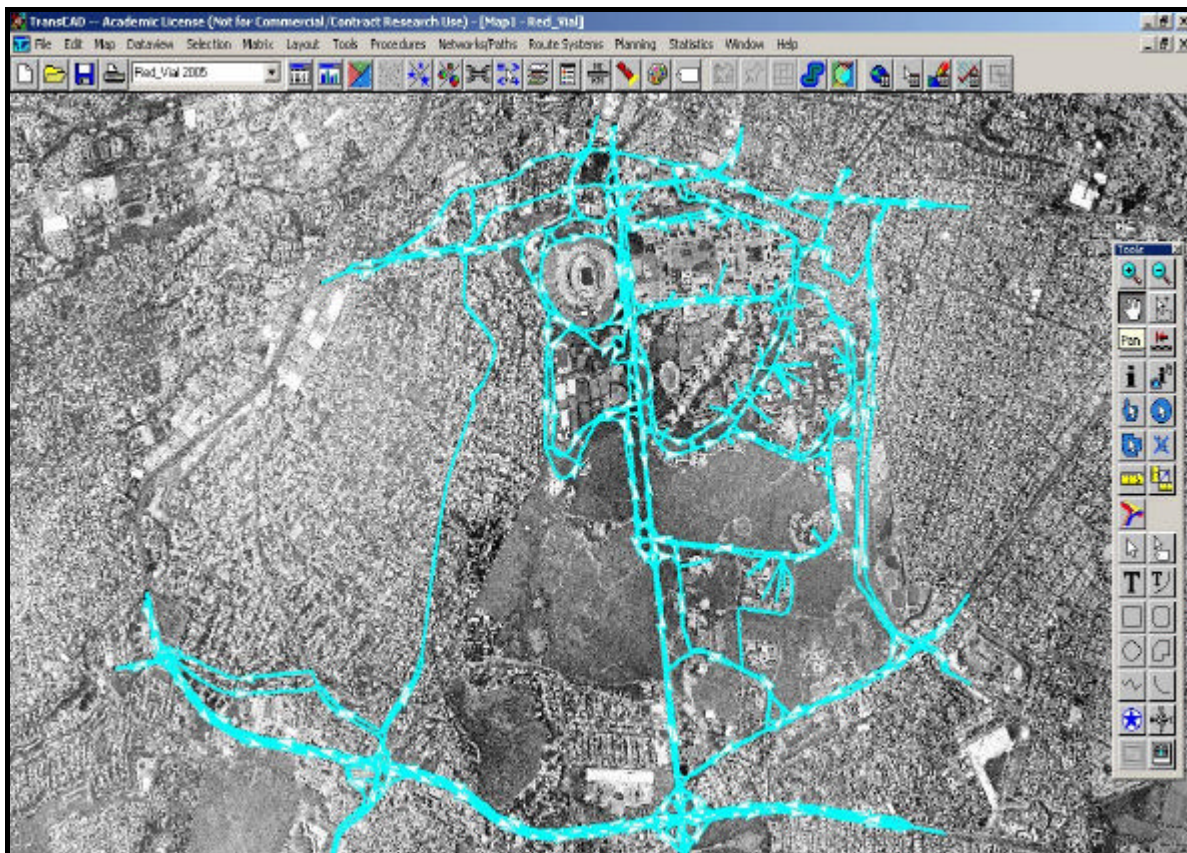 TransCAD -- Academic License (Not for Commercial/Contract Research Use) - [Map1 - Red_Vial]
File Edit Map Dataview Selection Matrix Layout Tools Procedures Networks/Paths Route Systems Planning Statistics Window Help
Red_Vial 2005
Tools
Pan